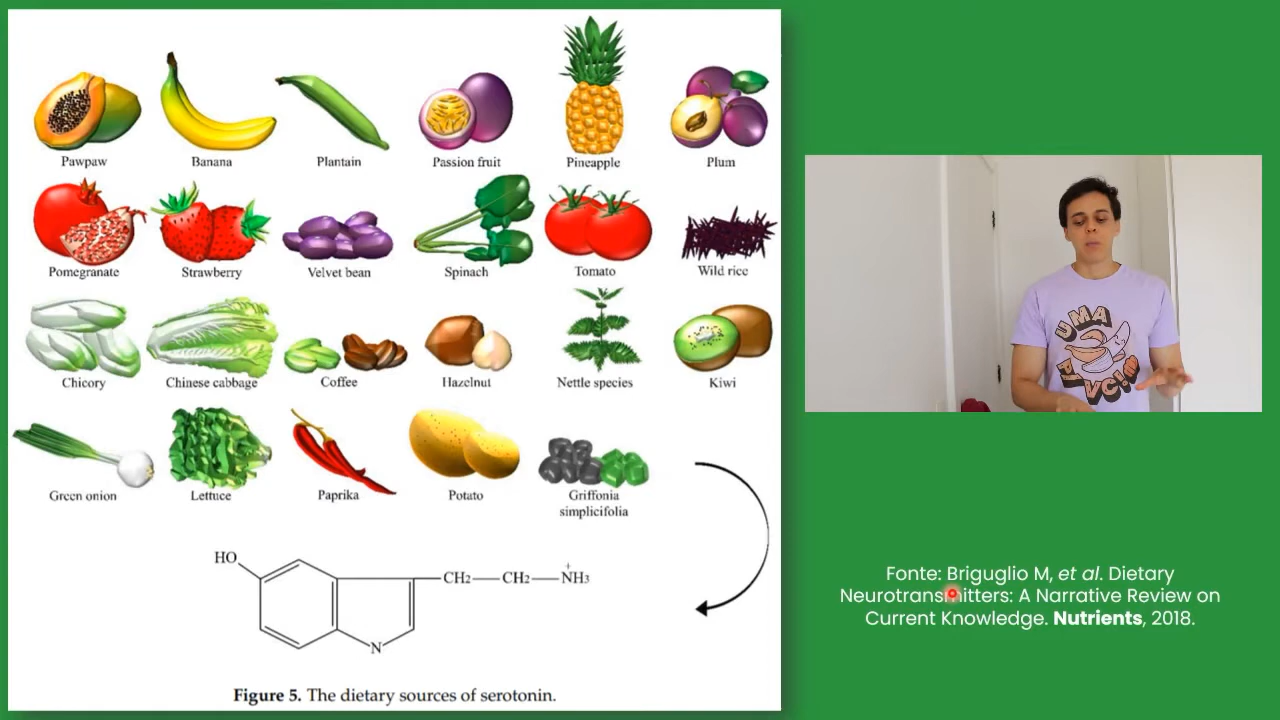 Pawpaw
Banana
Plantain
Passion fruit
Pineapple
Plum
Pomegranate
Strawberry
Velvet bean
Spinach
Tomato
Wild rice
Chicory
Chinese cabbage
Coffee
Hazelnut
Nettle species
Kiwi
Green onion
Lettuce
Paprika
Potato
Griffonia
simplicifolia
HO
CH2—CH2—NH3
+
N
Figure 5. The dietary sources of serotonin.
UMA
Fonte: Briguglio M, et al. Dietary
Neurotransmitters: A Narrative Review on
Current Knowledge. Nutrients, 2018.